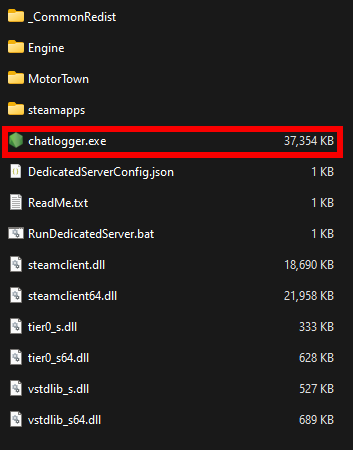 _CommonRedist
Engine
MotorTown
steamapps
chatlogger.exe 37,354 KB
DedicatedServerConfig.json 1 KB
ReadMe.txt 1 KB
RunDedicatedServer.bat 1 KB
steamclient.dll 18,690 KB
steamclient64.dll 21,958 KB
tier0_s.dll 333 KB
tier0_s64.dll 628 KB
vstdlib_s.dll 527 KB
vstdlib_s64.dll 689 KB